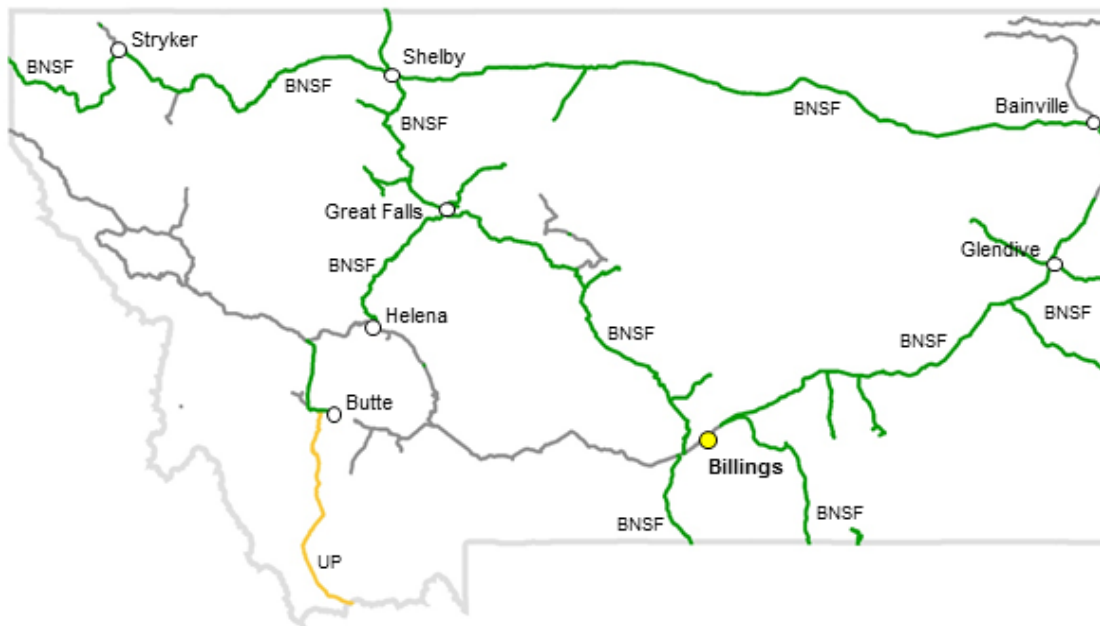 Stryker
Shelby
BNSF
BNSF
BNSF
Bainville
BNSF
Great Falls
Glendive
BNSF
Helena
BNSF
BNSF
BNSF
Butte
Billings
BNSF
BNSF
UP